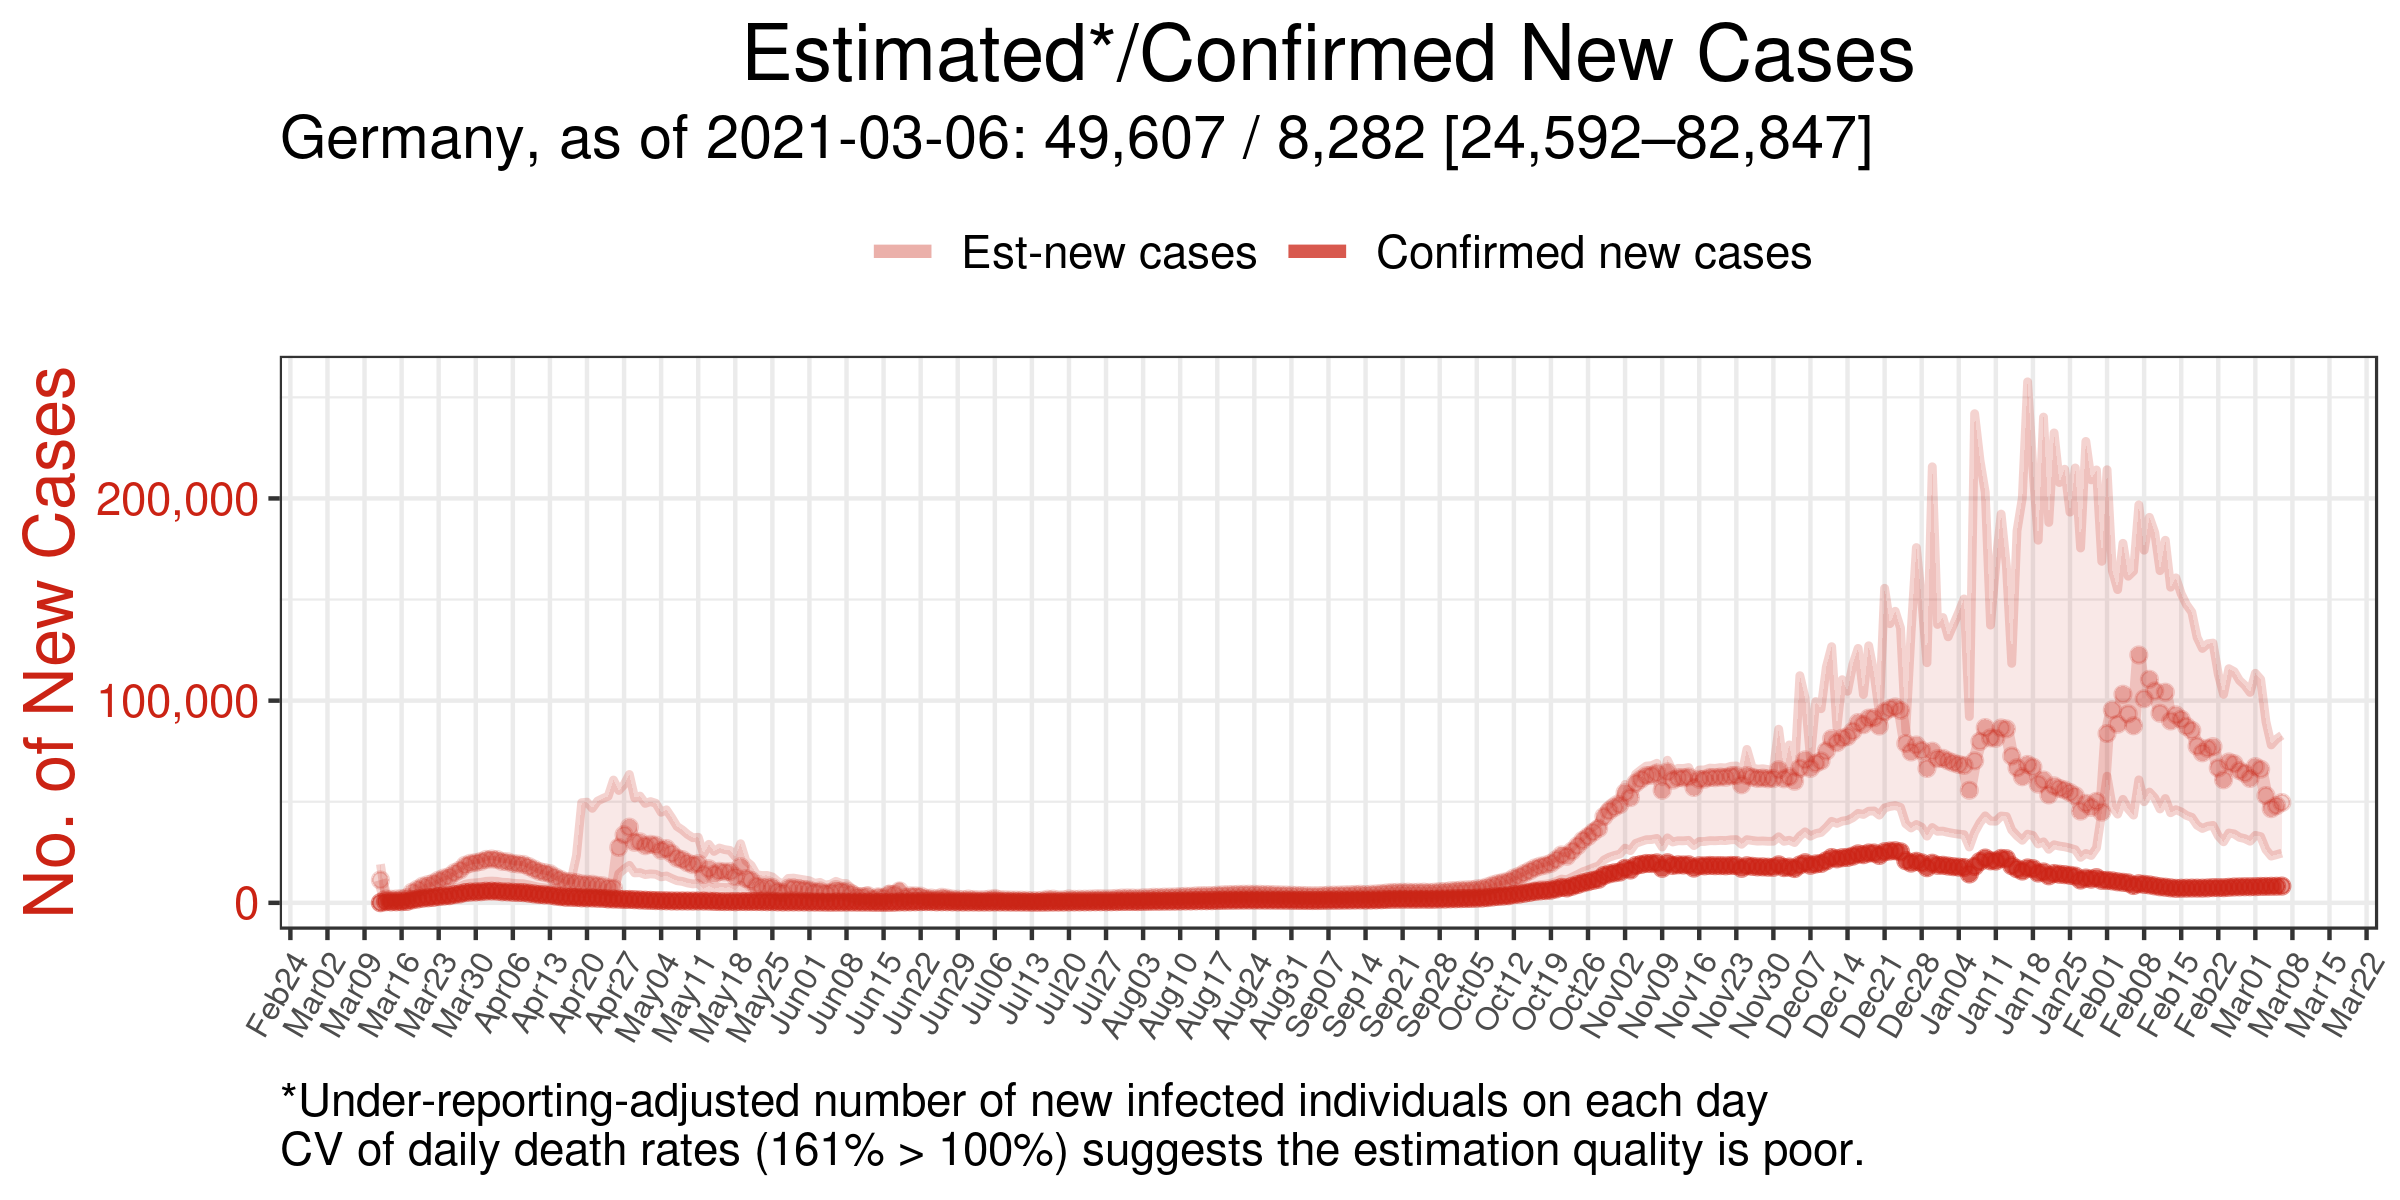 Estimated*/Confirmed New Cases
Germany, as of 2021-03-06: 49,607 / 8,282 [24,592–82,847]
Est-new cases
Confirmed new cases
No. of New Cases
200,000
100,000
0
Feb24
Mar02
Mar09
Mar16
Mar23
Mar30
Apr06
Apr13
Apr20
Apr27
May04
May11
May18
May25
Jun01
Jun08
Jun15
Jun22
Jun29
Jul06
Jul13
Jul20
Jul27
Aug03
Aug10
Aug17
Aug24
Aug31
Sep07
Sep14
Sep21
Sep28
Oct05
Oct12
Oct19
Oct26
Nov02
Nov09
Nov16
Nov23
Nov30
Dec07
Dec14
Dec21
Dec28
Jan04
Jan11
Jan18
Jan25
Feb01
Feb08
Feb15
Feb22
Mar01
Mar08
Mar15
Mar22
*Under-reporting-adjusted number of new infected individuals on each day
CV of daily death rates (161% > 100%) suggests the estimation quality is poor.